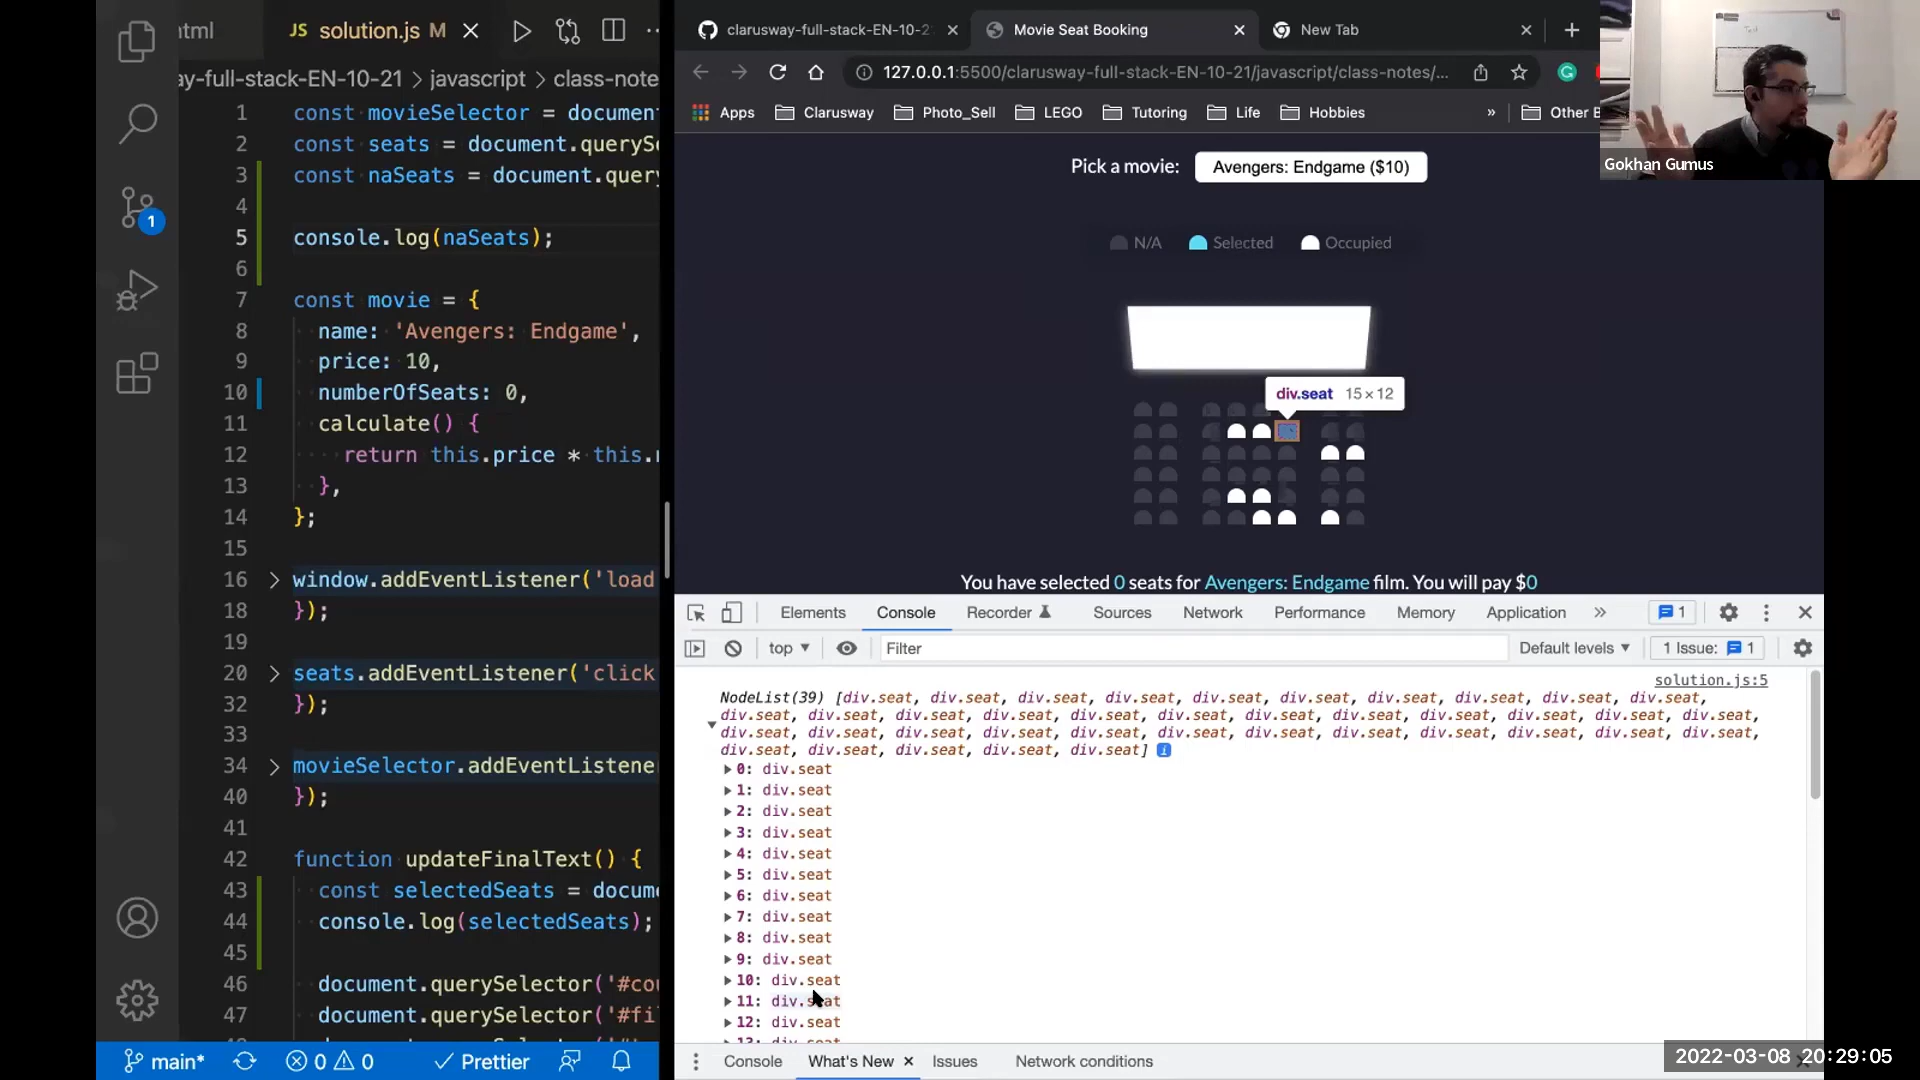 html
JS solution.js M
ay-full-stack-EN-10-21 > javascript > class-note
1 const movieSelector = document
2 const seats = document.queryS
3 const naSeats = document.query
4
5 console.log(naSeats);
6
7 const movie = {
8 name: 'Avengers: Endgame',
9 price: 10,
10 numberOfSeats: 0,
11 calculate() {
12 return this.price * this.
13 },
14 };
15
16 window.addEventListener('load
18 });
19
20 seats.addEventListener('click
32 });
33
34 movieSelector.addEventListene
40 });
41
42 function updateFinalText() {
43 const selectedSeats = docum
44 console.log(selectedSeats);
45
46 document.querySelector('#cou
47 document.querySelector('#fi
1
main* 0 0 Prettier
clarusway-full-stack-EN-10-2
Movie Seat Booking
New Tab
127.0.0.1:5500/clarusway-full-stack-EN-10-21/javascript/class-notes/...
Apps Clarusway Photo_Sell LEGO Tutoring Life Hobbies » Other B
Gokhan Gumus
Pick a movie: Avengers: Endgame ($10)
N/A Selected Occupied
div.seat 15×12
You have selected 0 seats for Avengers: Endgame film. You will pay $0
Elements Console Recorder Sources Network Performance Memory Application » 1
top Filter Default levels 1 Issue: 1
solution.js:5
NodeList(39) [div.seat, div.seat, div.seat, div.seat, div.seat, div.seat, div.seat, div.seat, div.seat, div.seat,
div.seat, div.seat, div.seat, div.seat, div.seat, div.seat, div.seat, div.seat, div.seat, div.seat, div.seat, div.seat,
div.seat, div.seat, div.seat, div.seat, div.seat, div.seat, div.seat, div.seat, div.seat, div.seat, div.seat, div.seat,
div.seat, div.seat, div.seat, div.seat, div.seat] i
0: div.seat
1: div.seat
2: div.seat
3: div.seat
4: div.seat
5: div.seat
6: div.seat
7: div.seat
8: div.seat
9: div.seat
10: div.seat
11: div.seat
12: div.seat
Console What's New Issues Network conditions
2022-03-08 20:29:05